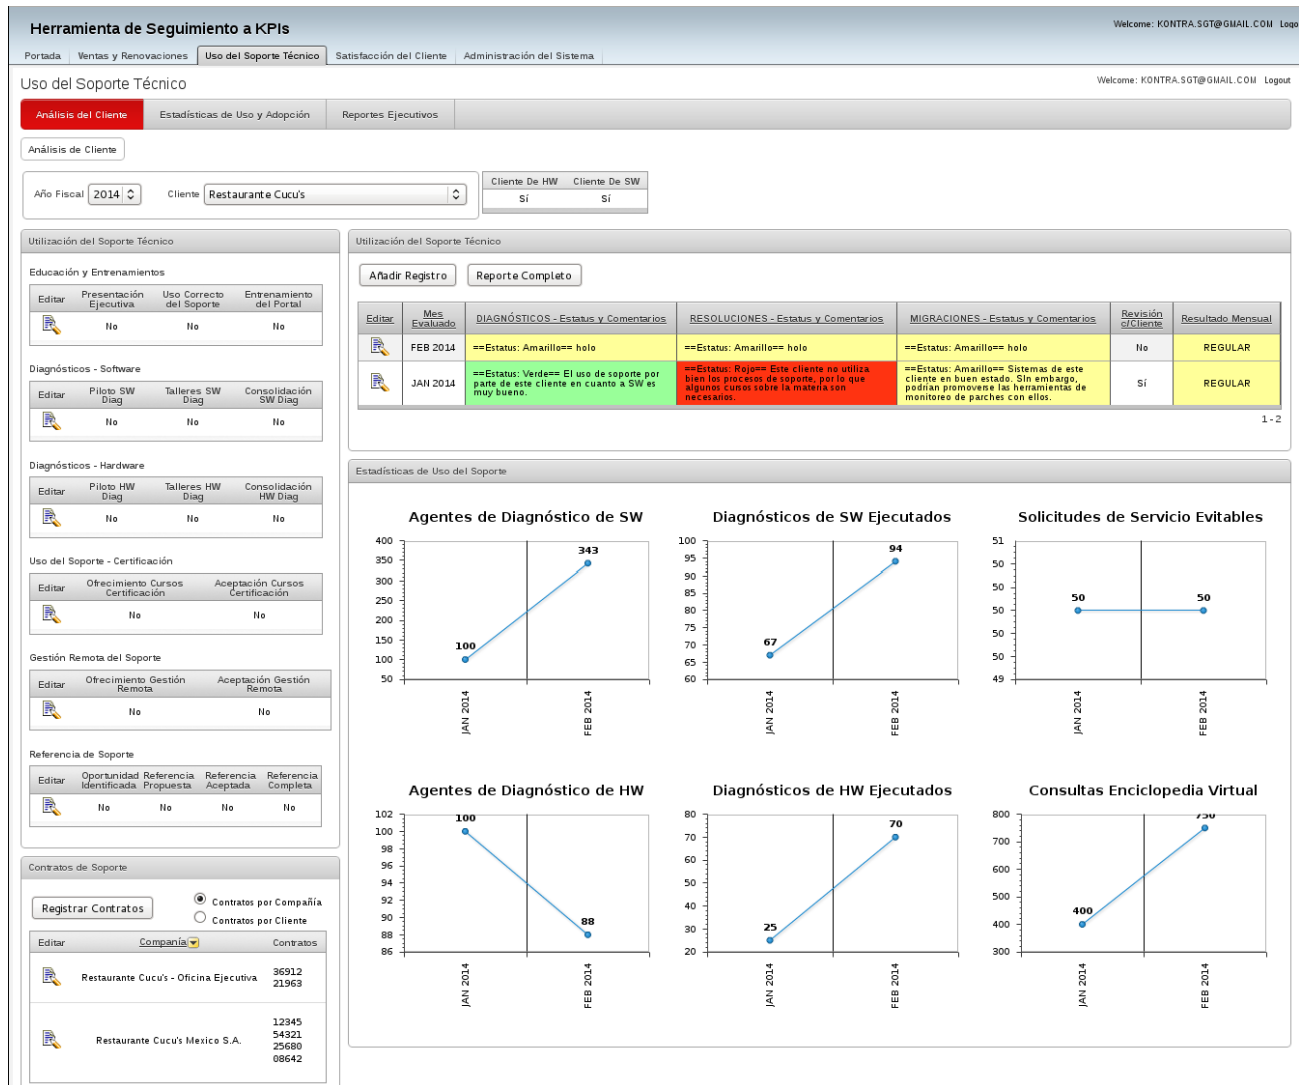 Herramienta de Seguimiento a KPIs
Welcome: KONTRA.SGT@GMAIL.COM Logo
Portada Ventas y Renovaciones Uso del Soporte Técnico Satisfacción del Cliente Administración del Sistema
Uso del Soporte Técnico
Welcome: KONTRA.SGT@GMAIL.COM Logout
Análisis del Cliente Estadísticas de Uso y Adopción Reportes Ejecutivos
Análisis de Cliente
Año Fiscal 2014 Cliente Restaurante Cucu's
Cliente De HW Cliente De SW
Sí Sí
Utilización del Soporte Técnico
Educación y Entrenamientos
Editar Presentación Ejecutiva Uso Correcto del Soporte Entrenamiento del Portal
No No No
Diagnósticos - Software
Editar Piloto SW Diag Talleres SW Diag Consolidación SW Diag
No No No
Diagnósticos - Hardware
Editar Piloto HW Diag Talleres HW Diag Consolidación HW Diag
No No No
Uso del Soporte - Certificación
Editar Ofrecimiento Cursos Certificación Aceptación Cursos Certificación
No No
Gestión Remota del Soporte
Editar Ofrecimiento Gestión Remota Aceptación Gestión Remota
No No
Referencia de Soporte
Editar Oportunidad Identificada Referencia Propuesta Referencia Aceptada Referencia Completa
No No No No
Contratos de Soporte
Registrar Contratos
Contratos por Compañía
Contratos por Cliente
Editar Compañía Contratos
Restaurante Cucu's - Oficina Ejecutiva
36912
21963
Restaurante Cucu's Mexico S.A.
12345
54321
25680
08642
Utilización del Soporte Técnico
Añadir Registro Reporte Completo
Editar Mes Evaluado DIAGNÓSTICOS - Estatus y Comentarios RESOLUCIONES - Estatus y Comentarios MIGRACIONES - Estatus y Comentarios Revisión c/Cliente Resultado Mensual
FEB 2014 ==Estatus: Amarillo== holo ==Estatus: Amarillo== holo ==Estatus: Amarillo== holo No REGULAR
JAN 2014
==Estatus: Verde== El uso de soporte por
parte de este cliente en cuanto a SW es
muy bueno.
==Estatus: Rojo== Este cliente no utiliza
bien los procesos de soporte, por lo que
algunos cursos sobre la materia son
necesarios.
==Estatus: Amarillo== Sistemas de este
cliente en buen estado. SIn embargo,
podrían promoverse las herramientas de
monitoreo de parches con ellos.
Sí REGULAR
1 - 2
Estadísticas de Uso del Soporte
Agentes de Diagnóstico de SW
400
350
300
250
200
150
100
50
100
343
JAN 2014
FEB 2014
Diagnósticos de SW Ejecutados
100
95
90
85
80
75
70
65
60
67
94
JAN 2014
FEB 2014
Solicitudes de Servicio Evitables
51
50
50
50
50
50
49
50
50
JAN 2014
FEB 2014
Agentes de Diagnóstico de HW
102
100
98
96
94
92
90
88
86
100
88
JAN 2014
FEB 2014
Diagnósticos de HW Ejecutados
80
70
60
50
40
30
20
25
70
JAN 2014
FEB 2014
Consultas Enciclopedia Virtual
800
700
600
500
400
300
400
750
JAN 2014
FEB 2014